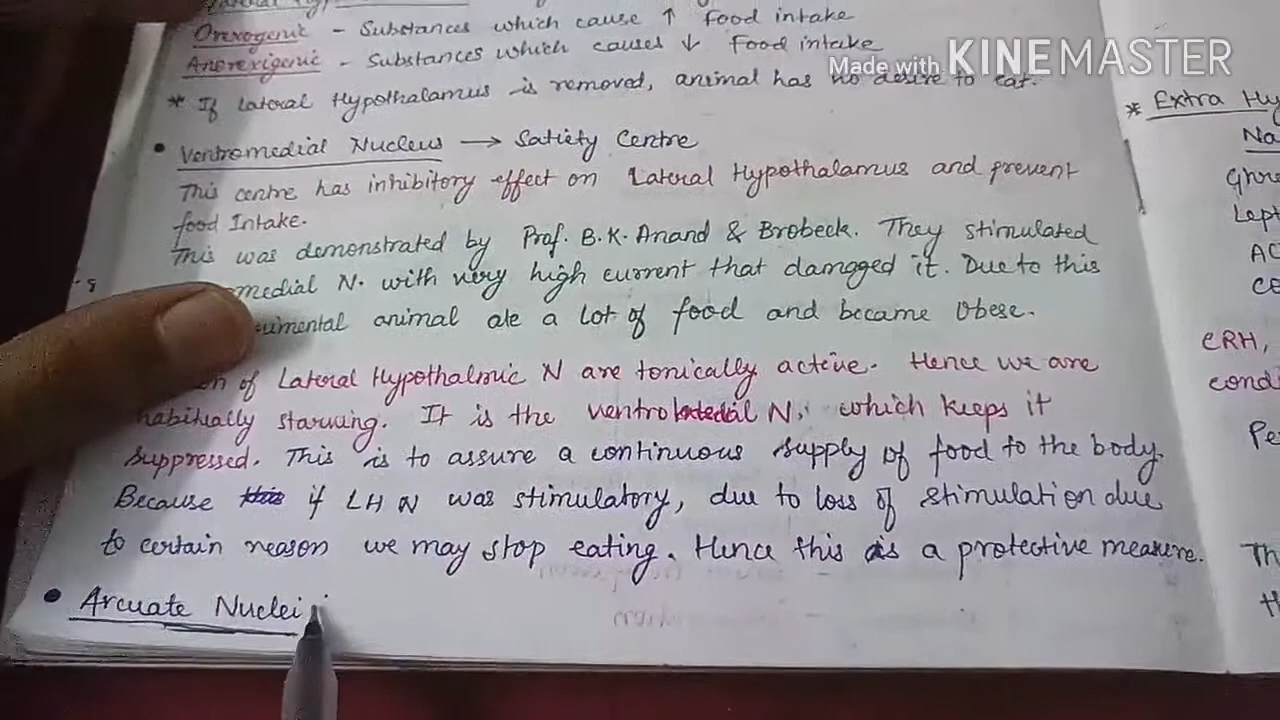 Orexogenic - Substances which cause ↑ food intake
Anorexigenic - Substances which causes ↓ Food intake
Made with KINEMASTER
* If Lateral Hypothalamus is removed, animal has no desire to eat.
• Ventromedial Nucleus → Satiety Centre
This centre has inhibitory effect on Lateral Hypothalamus and prevent
food Intake.
This was demonstrated by Prof. B.K. Anand & Brobeck. They stimulated
medial N. with very high current that damaged it. Due to this
animal ate a lot of food and became Obese.
of Lateral Hypothalmic N are tonically active. Hence we are
habitually starving. It is the N. which keeps it
suppressed. This is to assure a continuous supply of food to the body.
Because if LH N was stimulatory, due to loss of stimulation due
to certain reason we may stop eating. Hence this is a protective measure.
• Arcuate Nuclei
* Extra Hy
Na
Ghre
Lept
AC
CE
CRH,
condi
Pe
Th